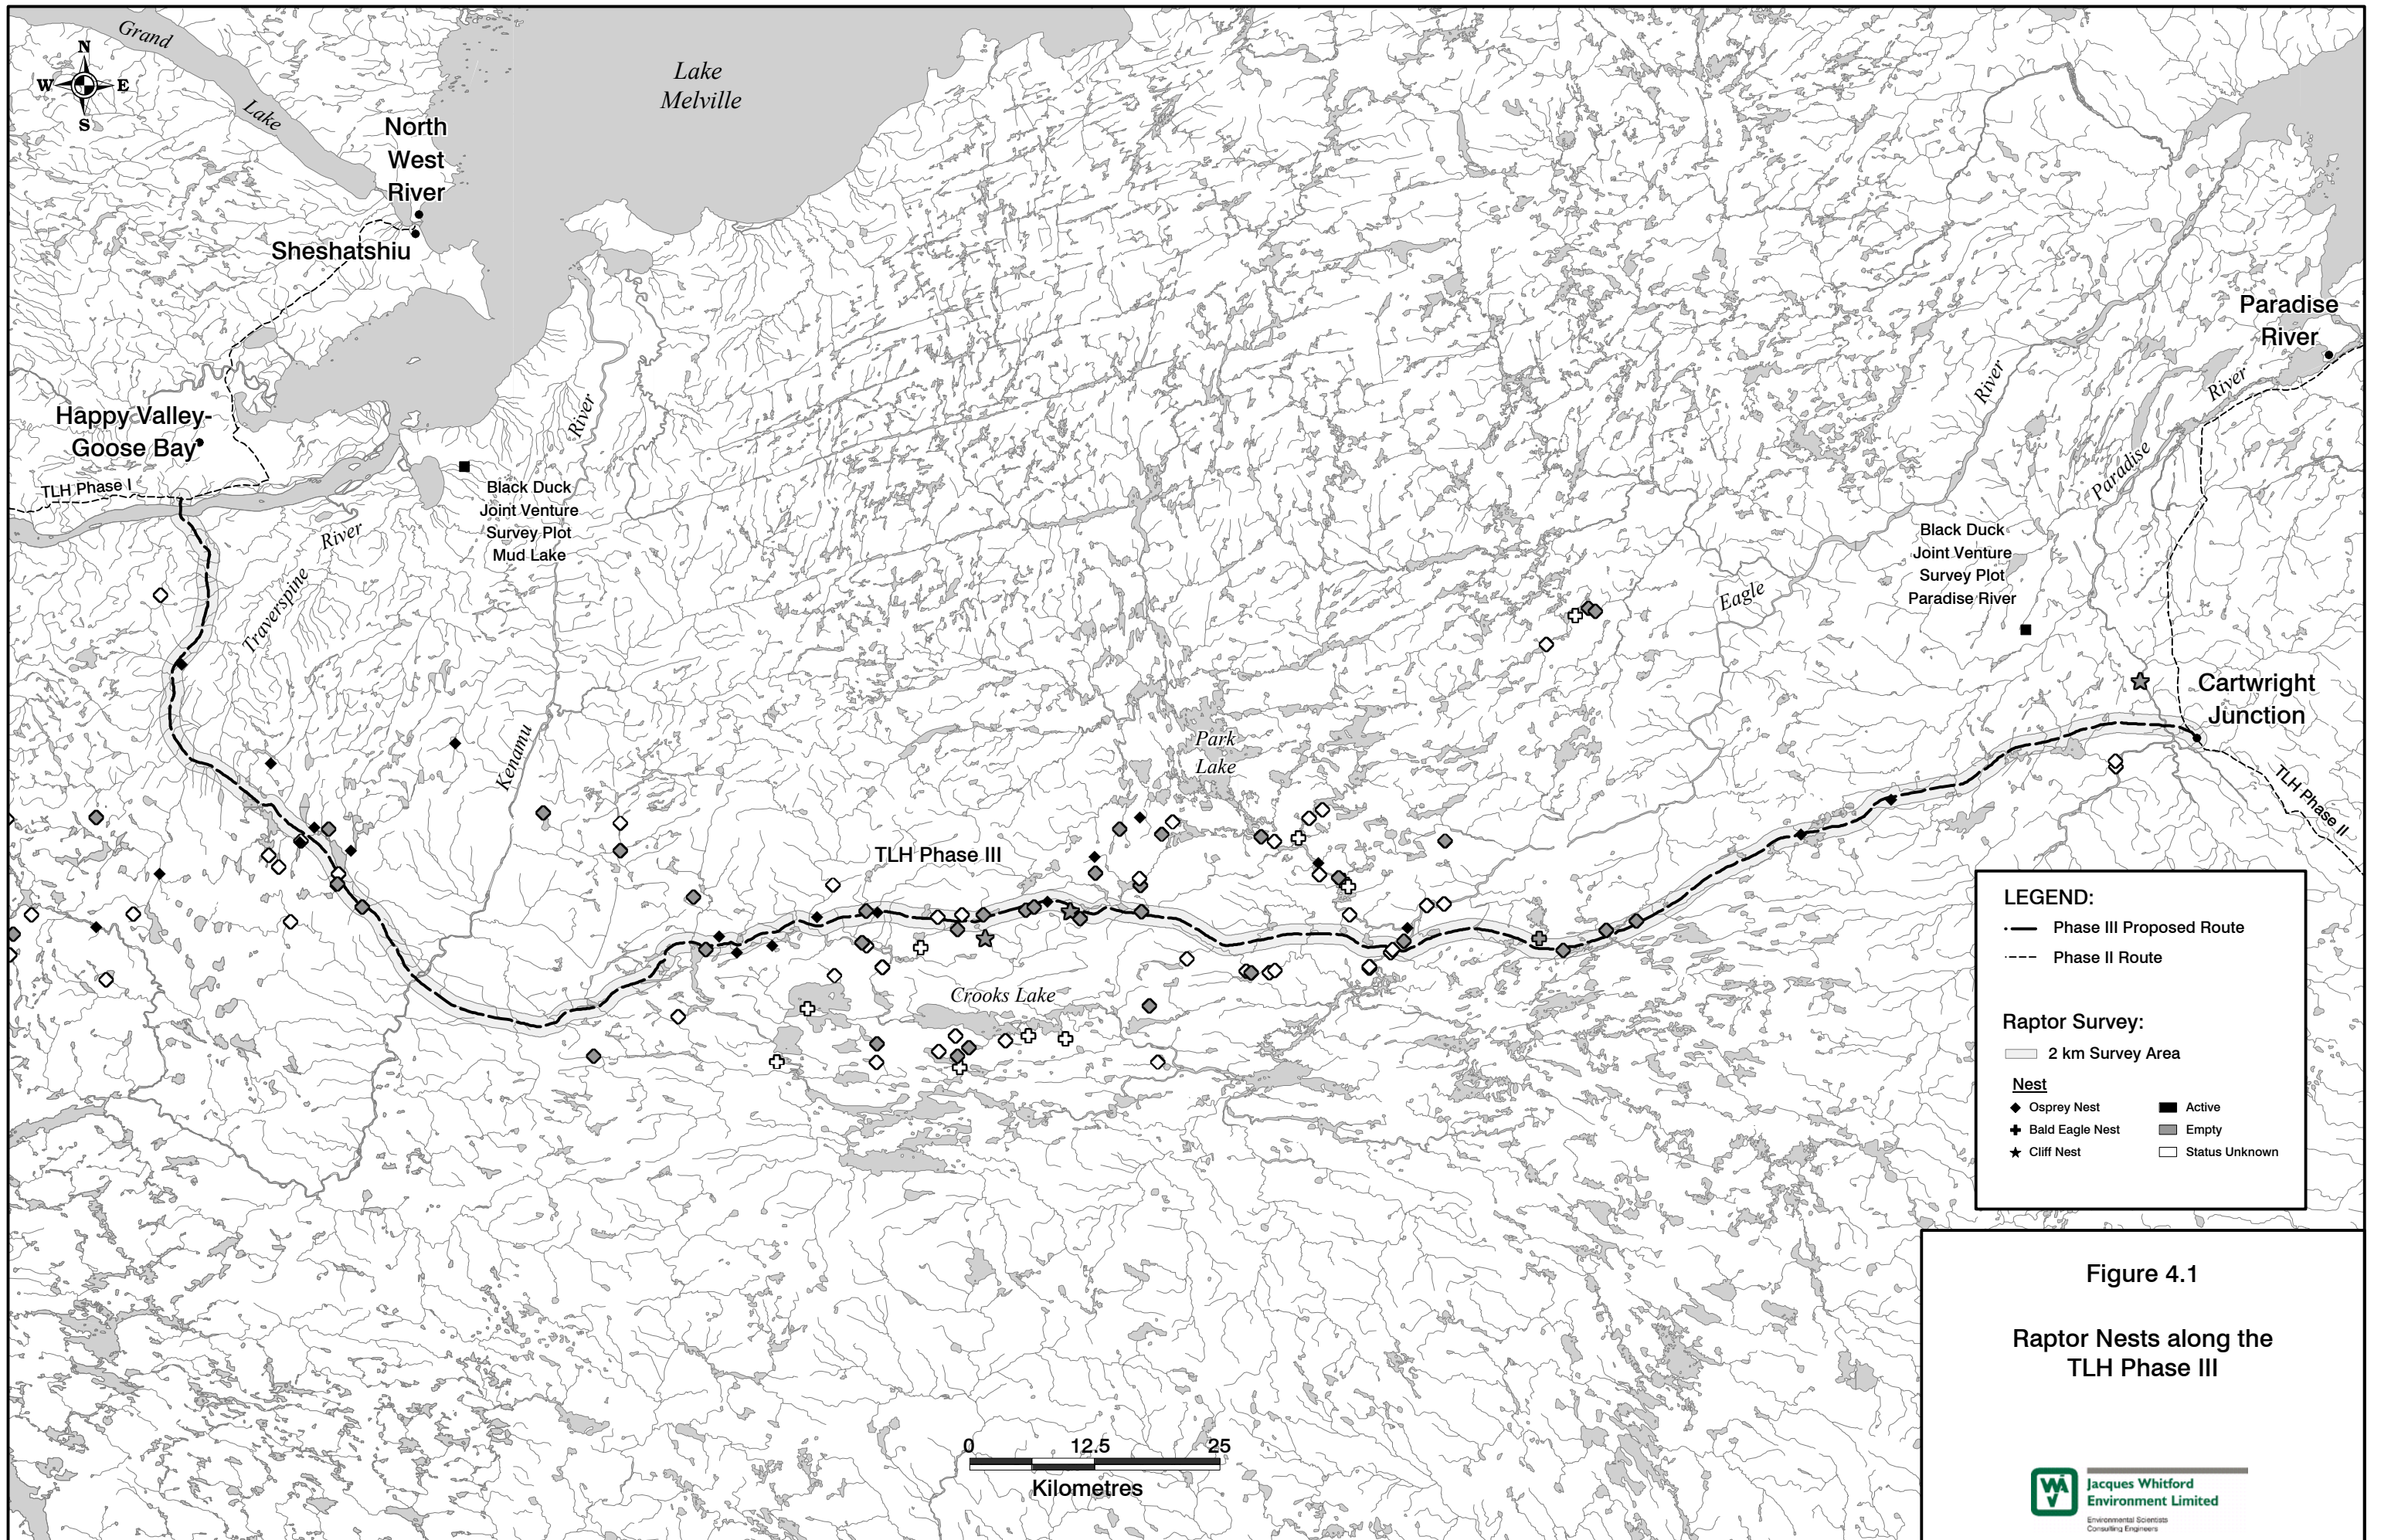 Grand
Lake
N
W E
S
Lake
Melville
North
West
River
Sheshatshiu
Happy Valley-
Goose Bay
TLH Phase I
Traverspine
River
Black Duck
Joint Venture
Survey Plot
Mud Lake
Kenamu
River
Paradise
River
River
Eagle
Paradise
River
Black Duck
Joint Venture
Survey Plot
Paradise River
Cartwright
Junction
TLH Phase II
Park
Lake
TLH Phase III
Crooks Lake
LEGEND:
Phase III Proposed Route
Phase II Route
Raptor Survey:
2 km Survey Area
Nest
Osprey Nest
Active
Bald Eagle Nest
Empty
Cliff Nest
Status Unknown
0 12.5 25
Kilometres
Figure 4.1
Raptor Nests along the
TLH Phase III
Jacques Whitford
Environment Limited
Environmental Scientists
Consulting Engineers